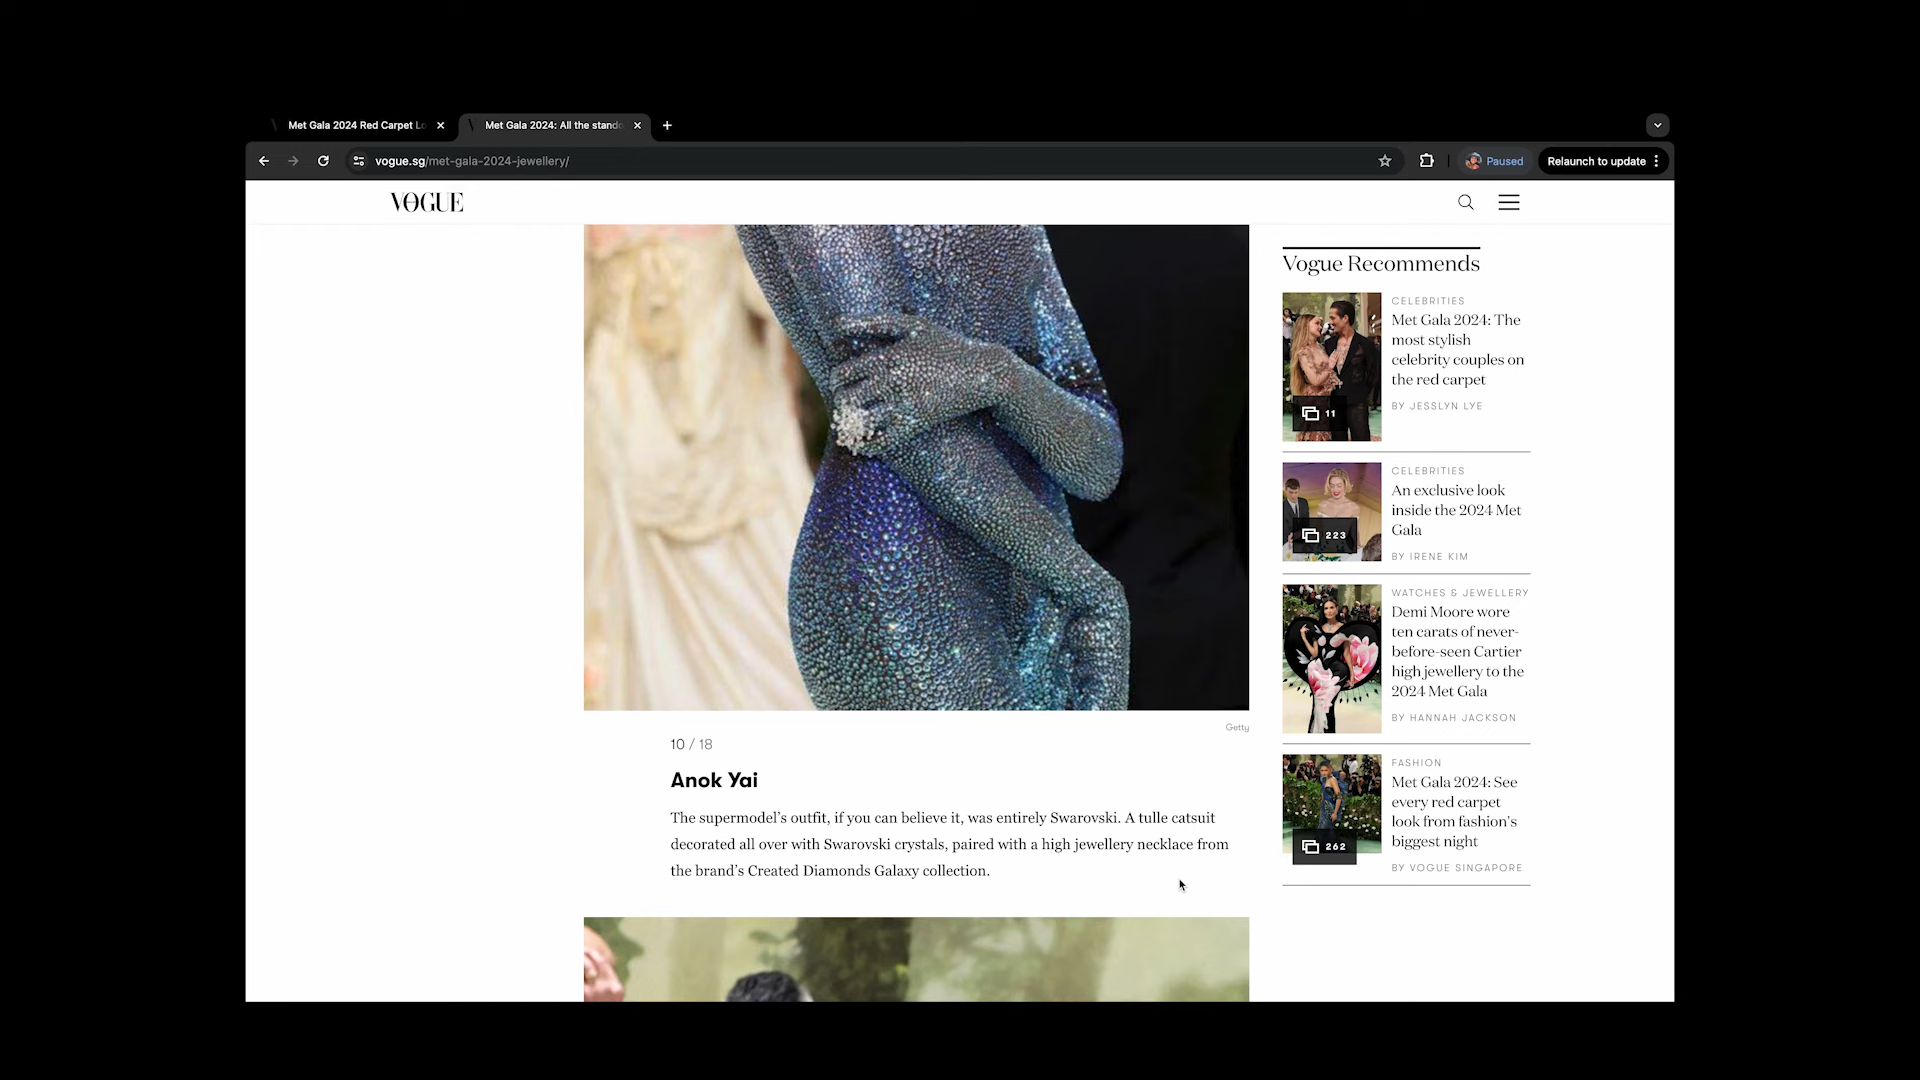 Met Gala 2024 Red Carpet Lo
Met Gala 2024: All the stand
vogue.sg/met-gala-2024-jewellery/
Paused
Relaunch to update
VOGUE
Getty
10 / 18
Anok Yai
The supermodel’s outfit, if you can believe it, was entirely Swarovski. A tulle catsuit
decorated all over with Swarovski crystals, paired with a high jewellery necklace from
the brand’s Created Diamonds Galaxy collection.
Vogue Recommends
11
CELEBRITIES
Met Gala 2024: The
most stylish
celebrity couples on
the red carpet
BY JESSLYN LYE
223
CELEBRITIES
An exclusive look
inside the 2024 Met
Gala
BY IRENE KIM
WATCHES & JEWELLERY
Demi Moore wore
ten carats of never-
before-seen Cartier
high jewellery to the
2024 Met Gala
BY HANNAH JACKSON
262
FASHION
Met Gala 2024: See
every red carpet
look from fashion’s
biggest night
BY VOGUE SINGAPORE